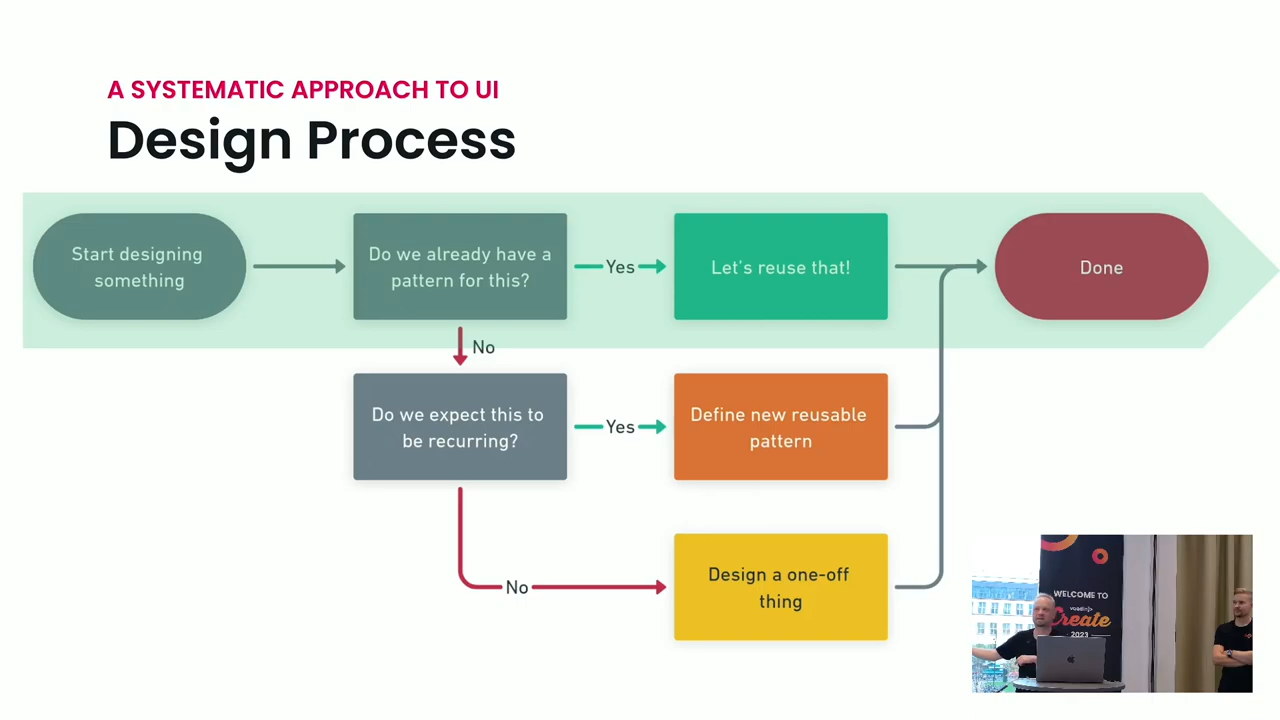 A SYSTEMATIC APPROACH TO UI
Design Process
Start designing
something
Do we already have a
pattern for this?
Yes
Let's reuse that!
Done
No
Do we expect this to
be recurring?
Yes
Define new reusable
pattern
No
Design a one-off
thing
WELCOME TO
vaadin}>
Create
2023